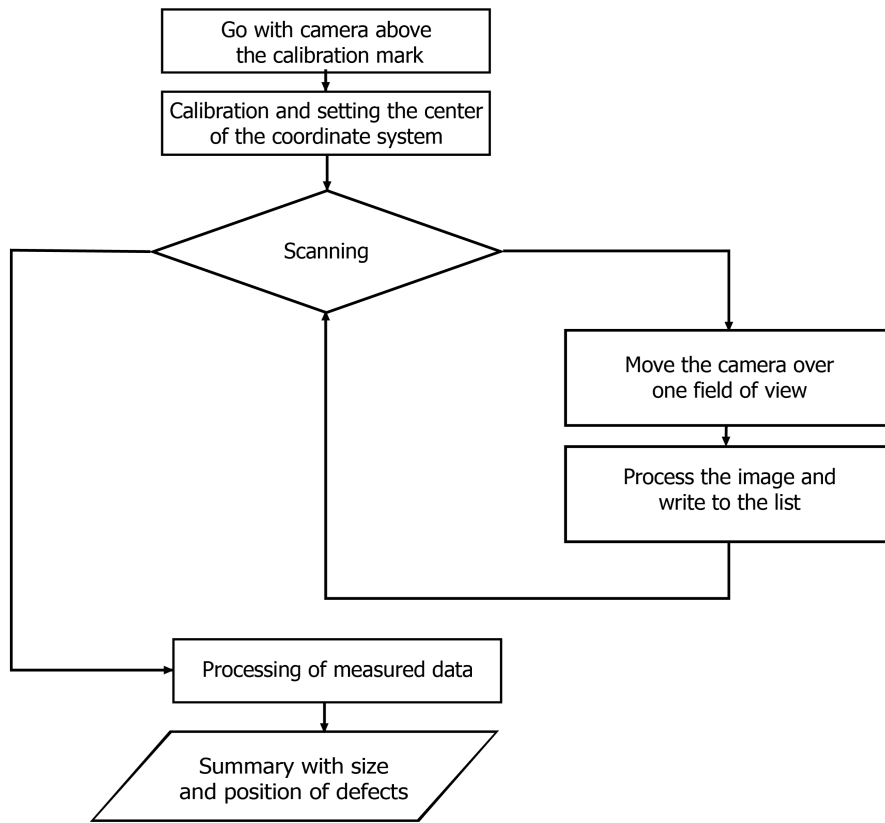 Go with camera above
the calibration mark
Calibration and setting the center
of the coordinate system
Scanning
Move the camera over
one field of view
Process the image and
write to the list
Processing of measured data
Summary with size
and position of defects